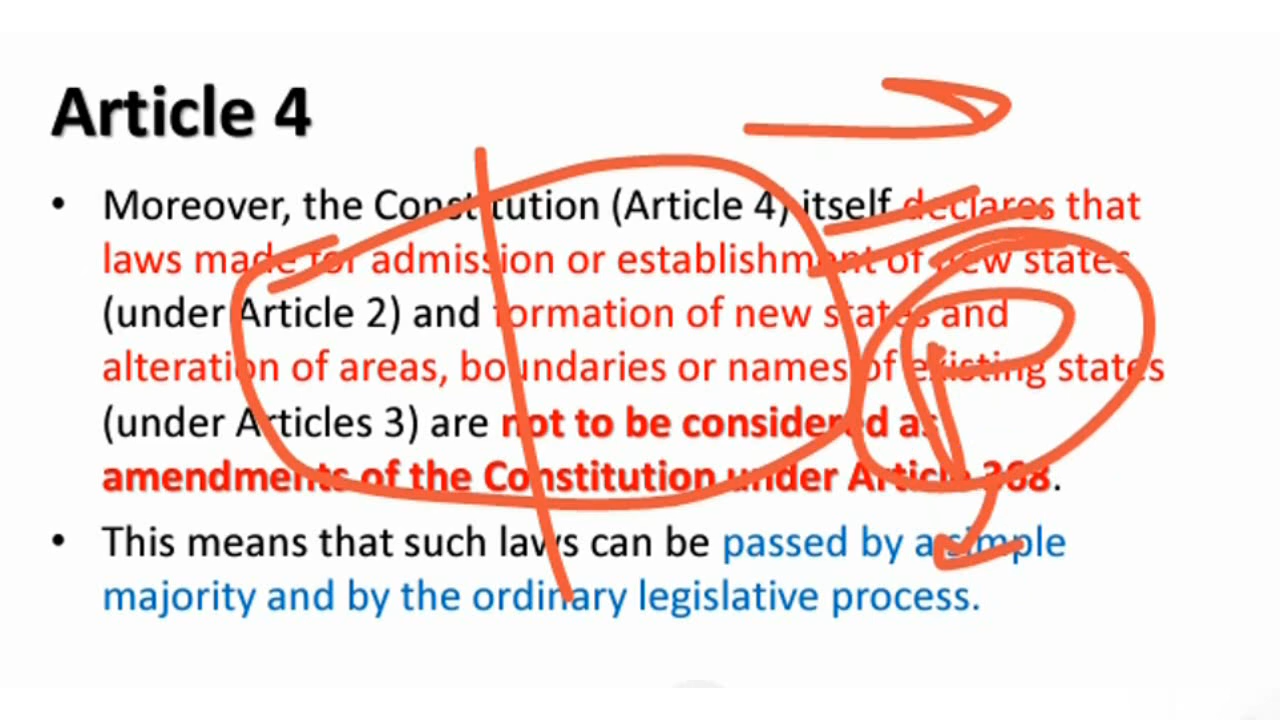 Article 4
• Moreover, the Constitution (Article 4) itself declares that
laws made for admission or establishment of new states
(under Article 2) and formation of new states and
alteration of areas, boundaries or names of existing states
(under Articles 3) are not to be considered as
amendments of the Constitution under Article 368.
• This means that such laws can be passed by a simple
majority and by the ordinary legislative process.
P